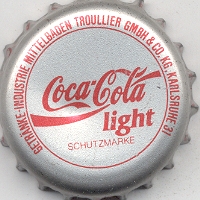 GETRÄNKE-INDUSTRIE MITTELBADEN TROULLIER GMBH & CO. KG · KARLSRUHE 31
Coca-Cola
light
SCHUTZMARKE